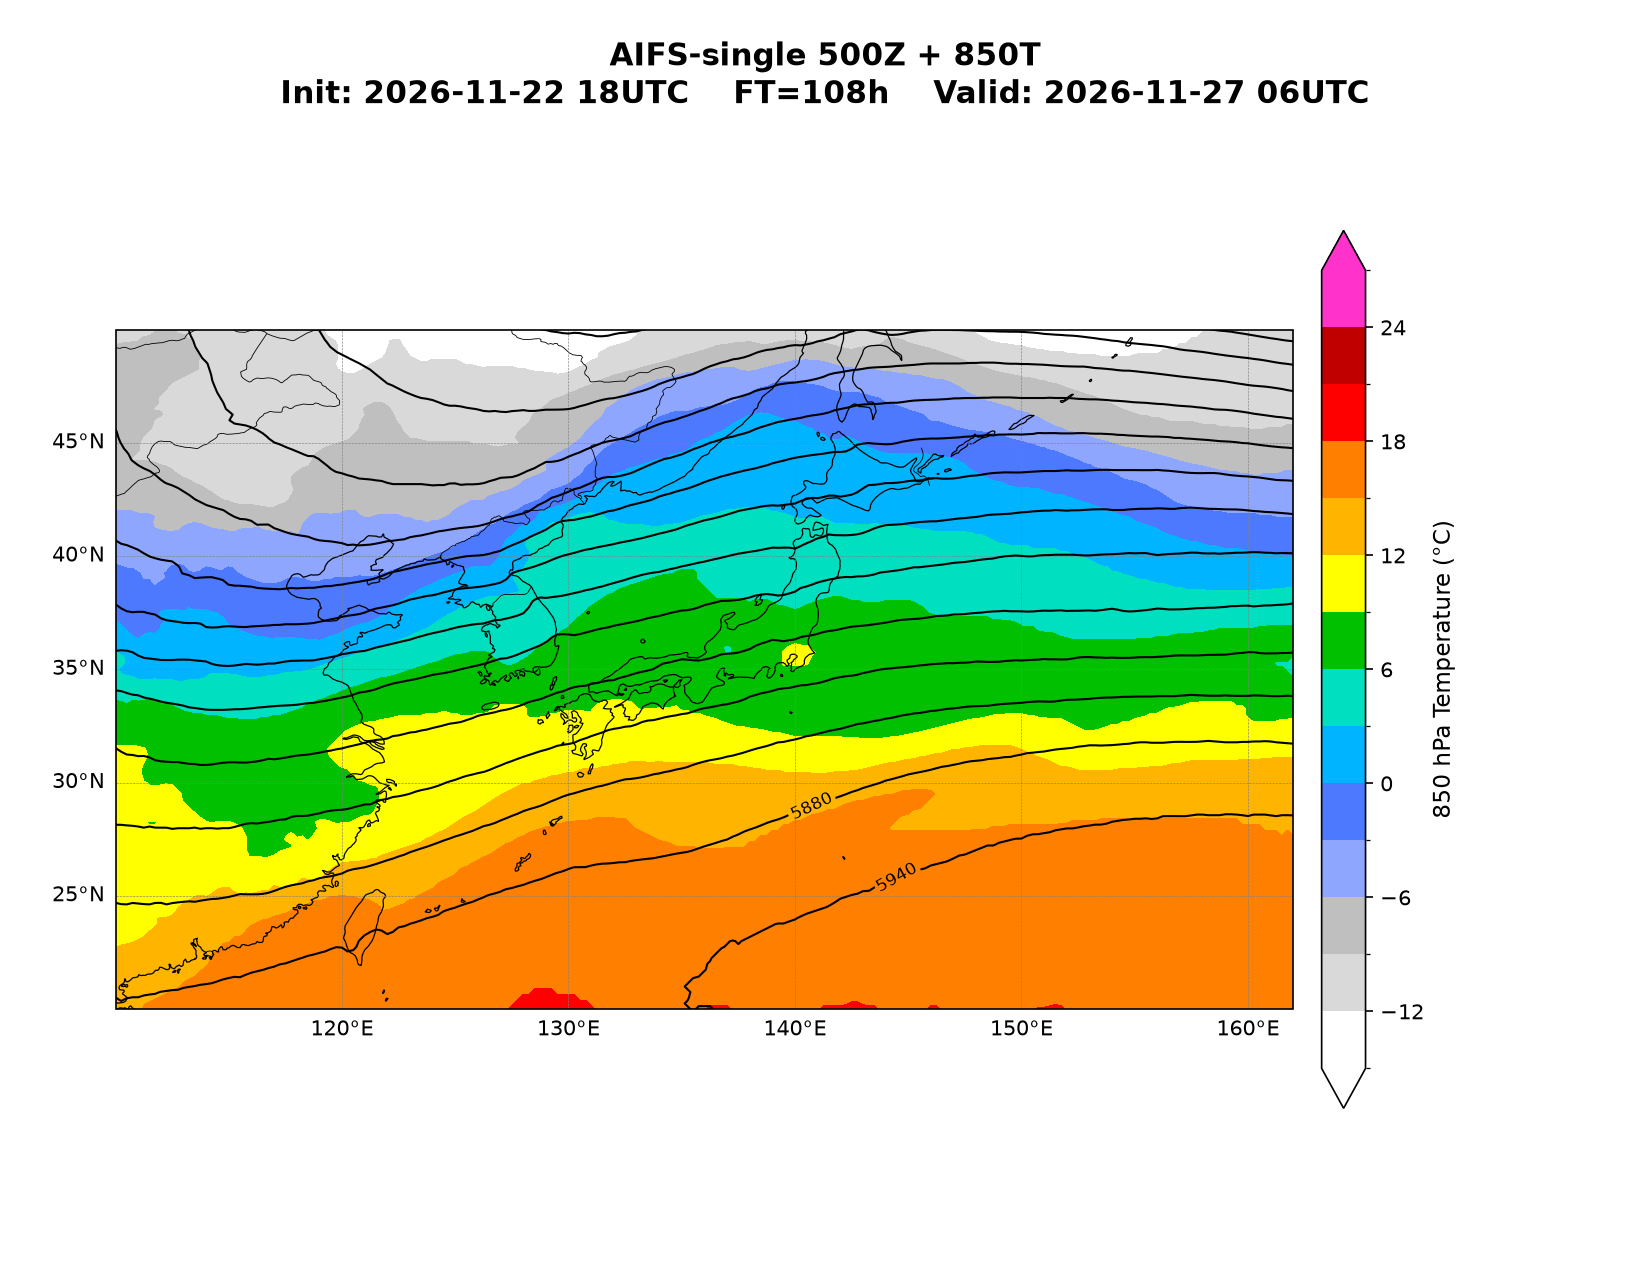 AIFS-single 500Z + 850T
Init: 2026-11-22 18UTC    FT=108h    Valid: 2026-11-27 06UTC
45°N
40°N
35°N
30°N
25°N
120°E
130°E
140°E
150°E
160°E
5880
5940
24
18
12
6
0
−6
−12
850 hPa Temperature (°C)